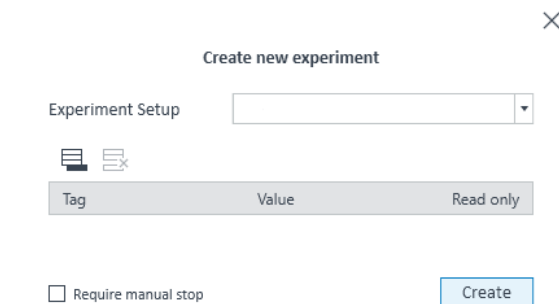 Create new experiment
Experiment Setup
Tag Value Read only
Require manual stop Create